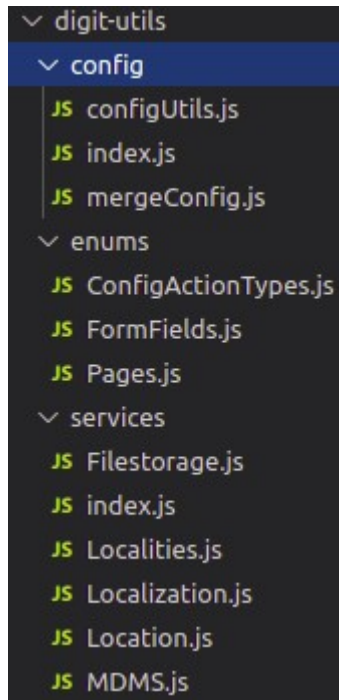 digit-utils
config
JS configUtils.js
JS index.js
JS mergeConfig.js
enums
JS ConfigActionTypes.js
JS FormFields.js
JS Pages.js
services
JS Filestorage.js
JS index.js
JS Localities.js
JS Localization.js
JS Location.js
JS MDMS.js